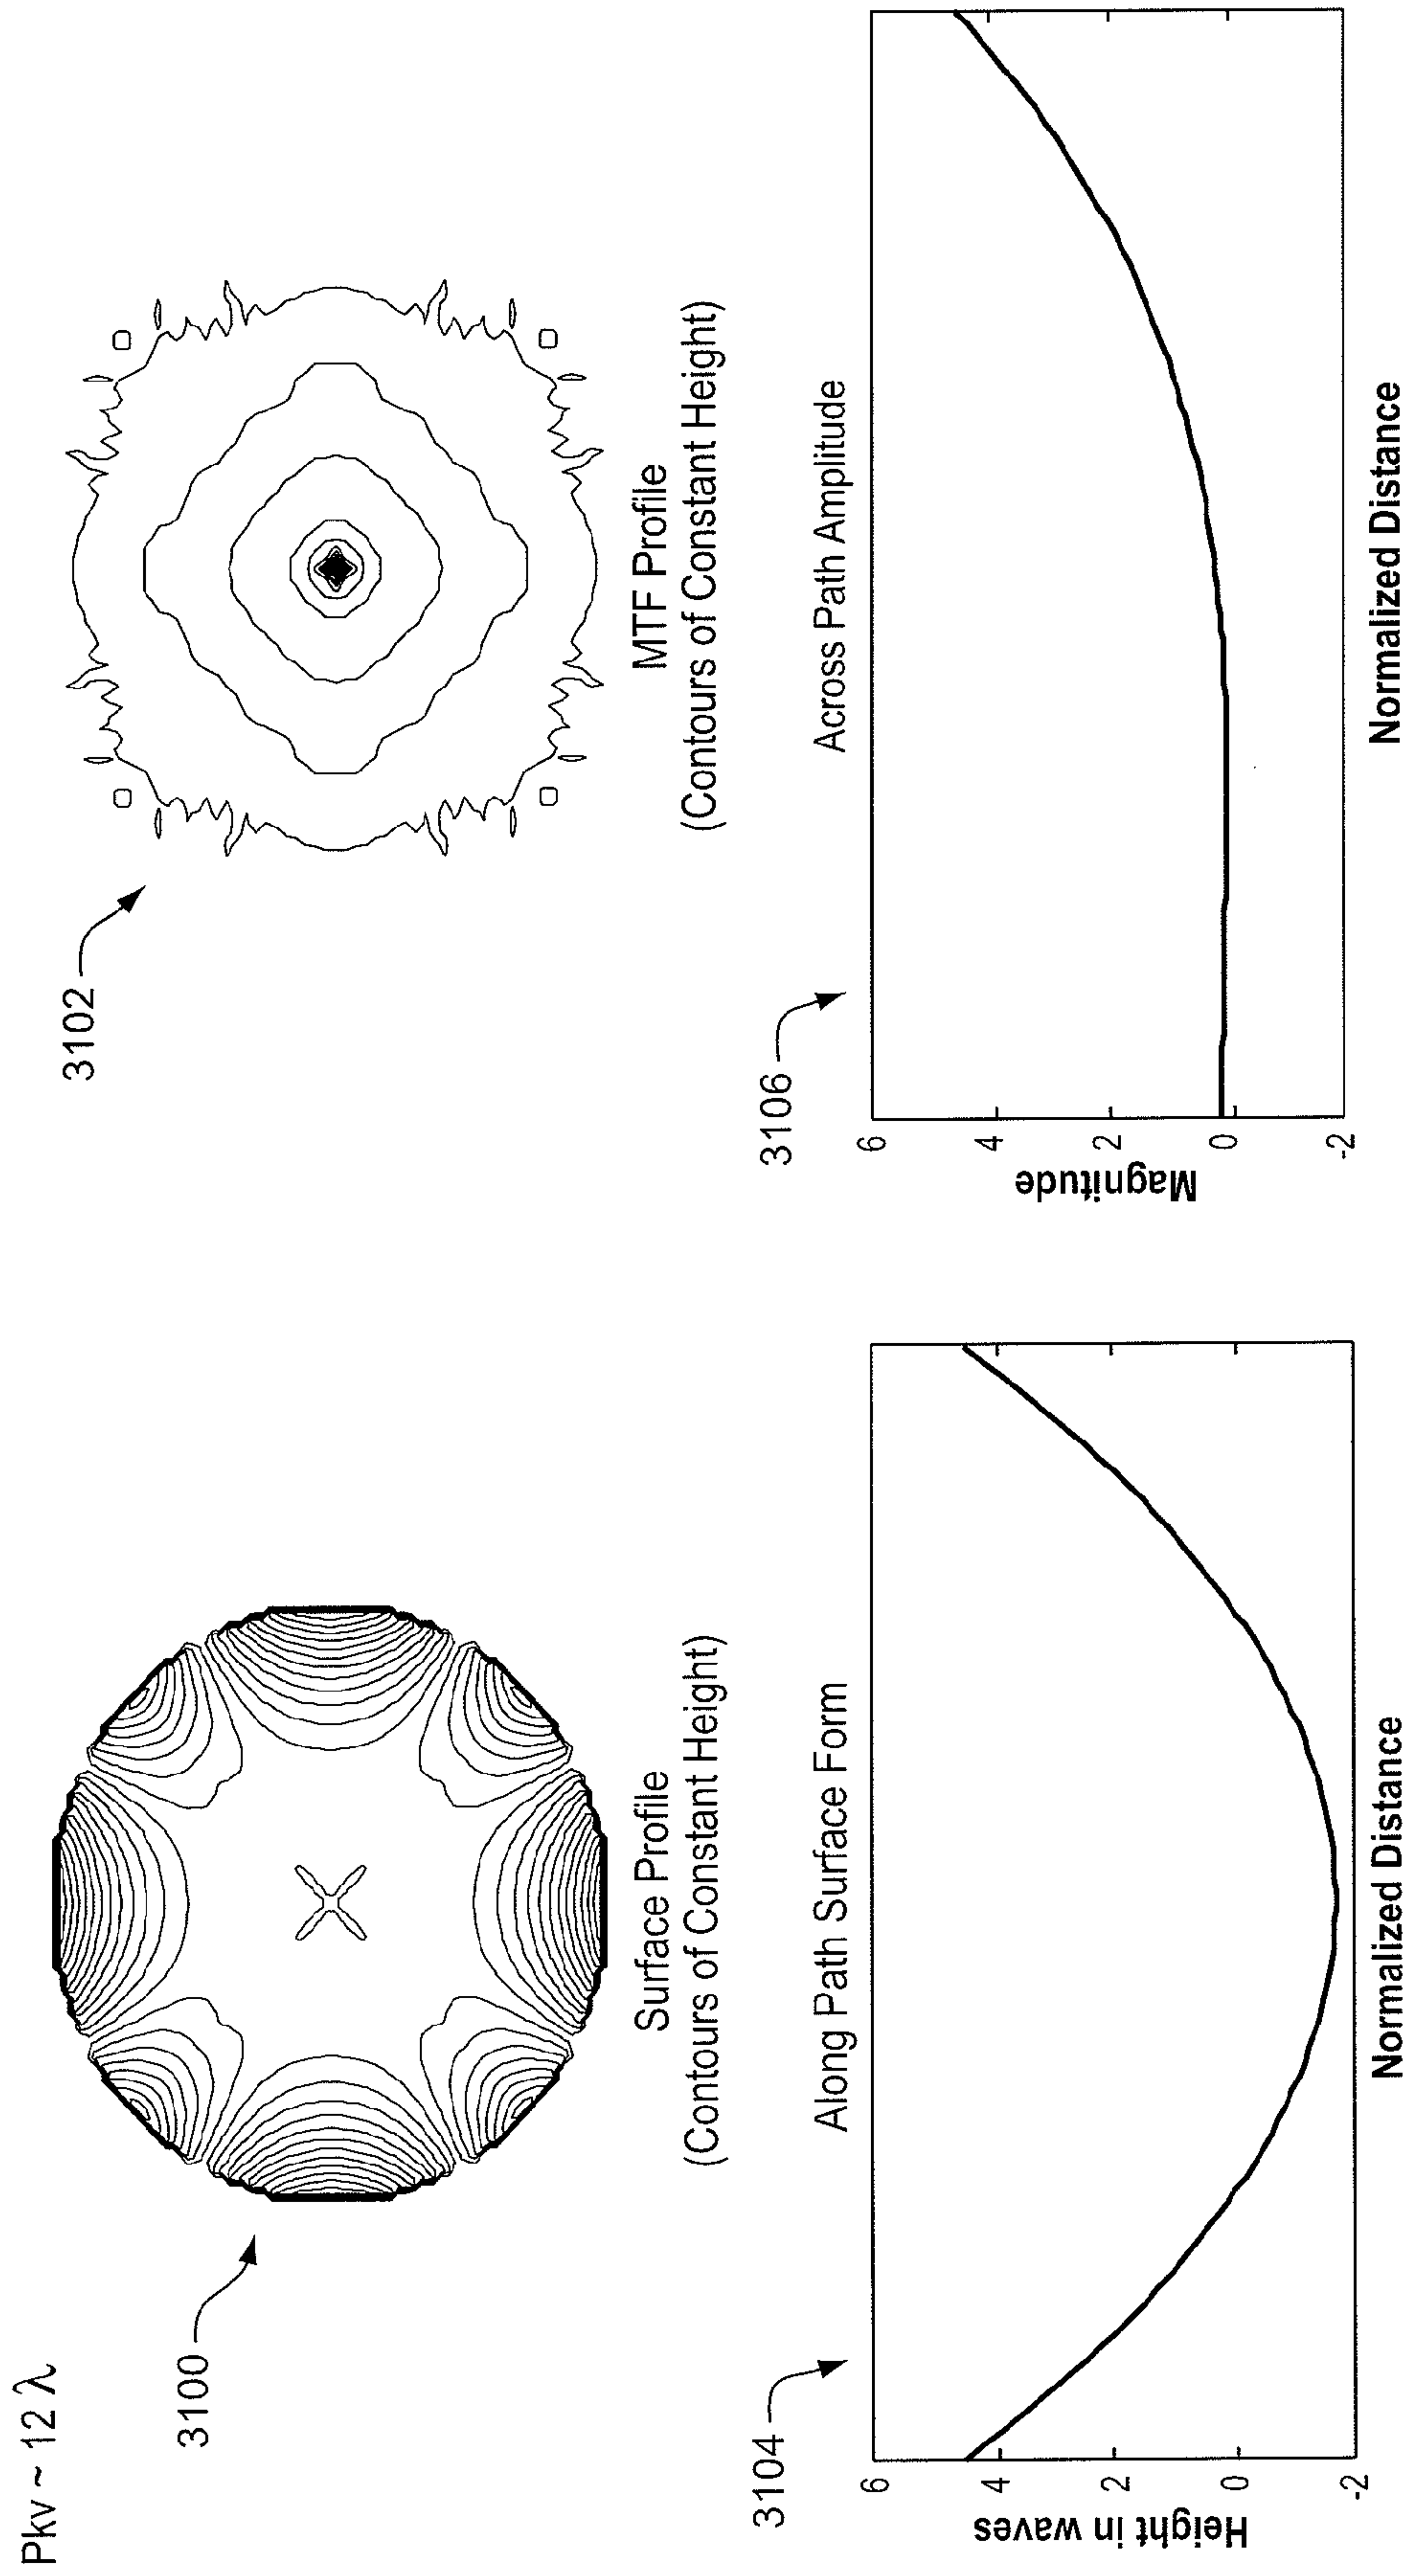 Pkv ~ 12 λ
3100
Surface Profile
(Contours of Constant Height)
3102
MTF Profile
(Contours of Constant Height)
3104
Along Path Surface Form
6
4
2
0
-2
Height in waves
Normalized Distance
3106
Across Path Amplitude
6
4
2
0
-2
Magnitude
Normalized Distance